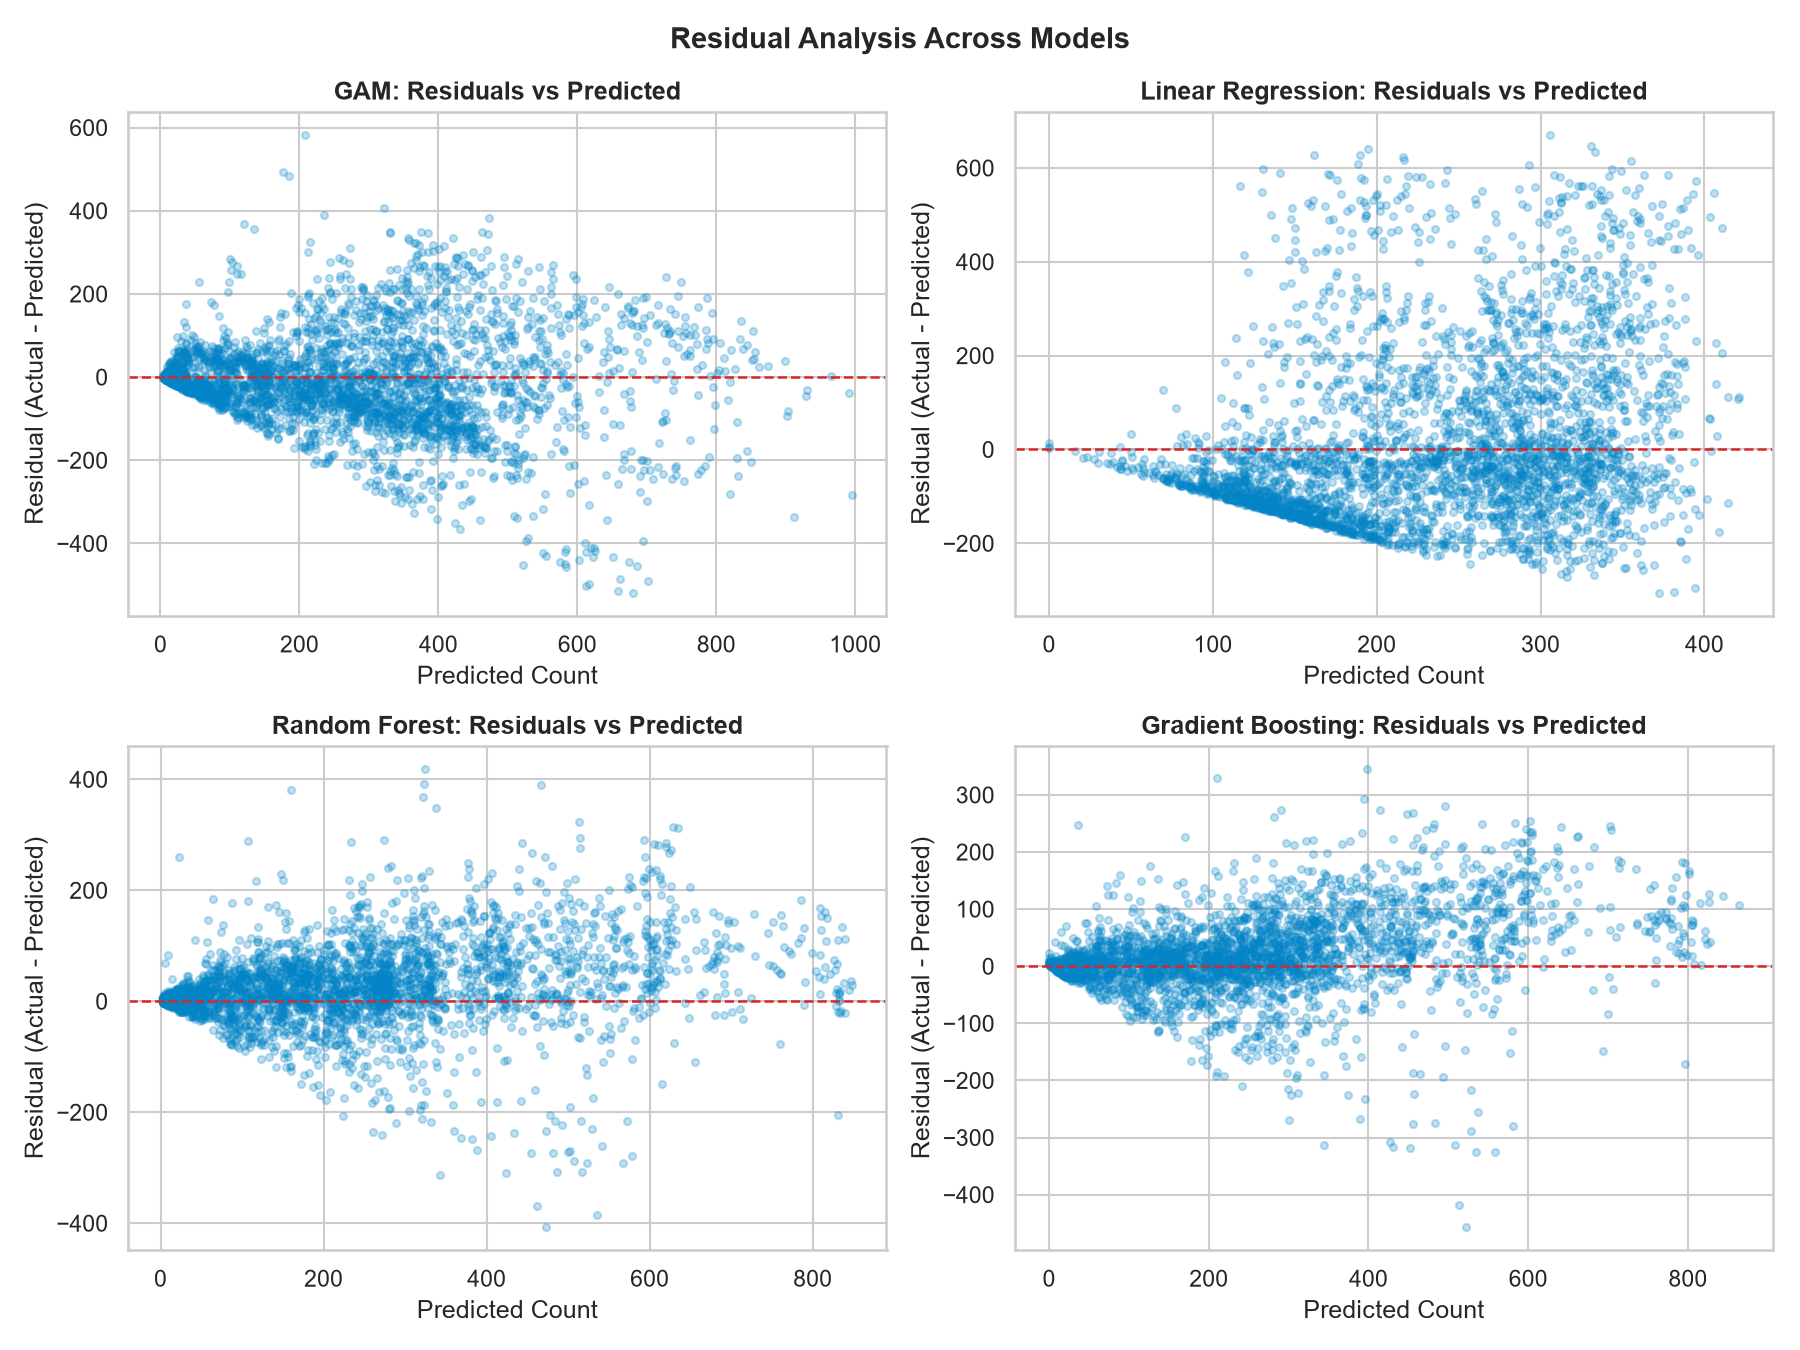 Residual Analysis Across Models
GAM: Residuals vs Predicted
600
400
200
0
−200
−400
Residual (Actual - Predicted)
0 200 400 600 800 1000
Predicted Count
Linear Regression: Residuals vs Predicted
600
400
200
0
−200
Residual (Actual - Predicted)
0 100 200 300 400
Predicted Count
Random Forest: Residuals vs Predicted
400
200
0
−200
−400
Residual (Actual - Predicted)
0 200 400 600 800
Predicted Count
Gradient Boosting: Residuals vs Predicted
300
200
100
0
−100
−200
−300
−400
Residual (Actual - Predicted)
0 200 400 600 800
Predicted Count